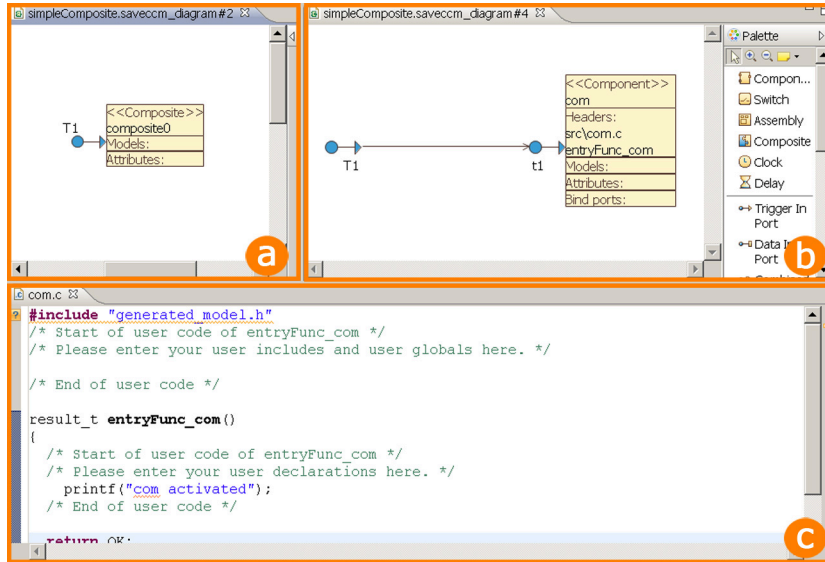 simpleComposite.saveccm_diagram#2
T1
<<Composite>>
composite0
Models:
Attributes:
a
simpleComposite.saveccm_diagram#4
T1
t1
<<Component>>
com
Headers:
src\com.c
entryFunc_com
Models:
Attributes:
Bind ports:
Palette
Compon...
Switch
Assembly
Composite
Clock
Delay
Trigger In
Port
Data I
Port
b
com.c
#include "generated_model.h"
/* Start of user code of entryFunc_com */
/* Please enter your user includes and user globals here. */
/* End of user code */
result_t entryFunc_com()
{
/* Start of user code of entryFunc_com */
/* Please enter your user declarations here. */
printf("com activated");
/* End of user code */
return OK;
c